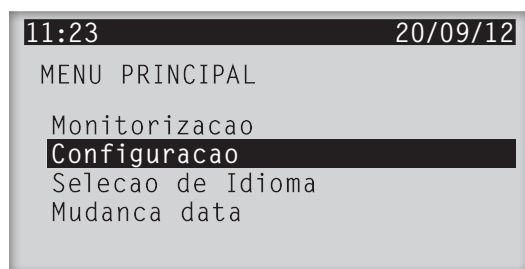 11:23 20/09/12
MENU PRINCIPAL
Monitorizacao
Configuracao
Selecao de Idioma
Mudanca data